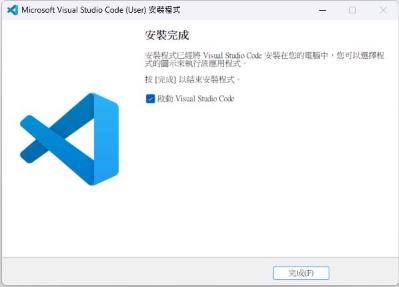 Microsoft Visual Studio Code (User) 安裝程式
安裝完成
安裝程式已經將 Visual Studio Code 安裝在您的電腦中，您可以選擇程
式的圖示來執行該應用程式。
按 [完成] 以結束安裝程式。
啟動 Visual Studio Code
完成(F)